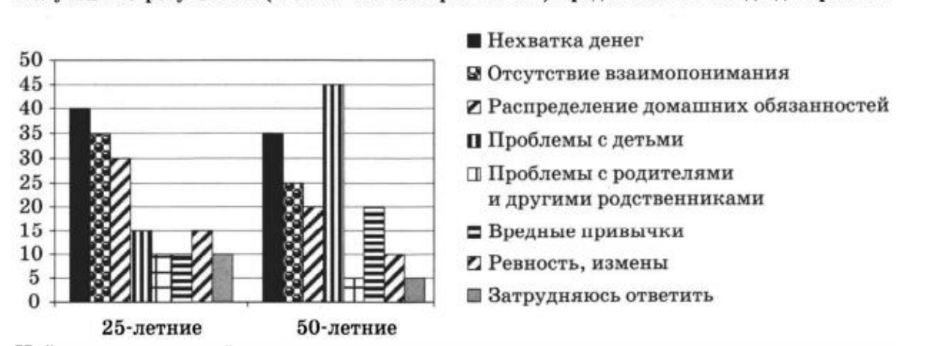 50
45
40
35
30
25
20
15
10
5
0
25-летние
50-летние
Нехватка денег
Отсутствие взаимопонимания
Распределение домашних обязанностей
Проблемы с детьми
Проблемы с родителями
и другими родственниками
Вредные привычки
Ревность, измены
Затрудняюсь ответить